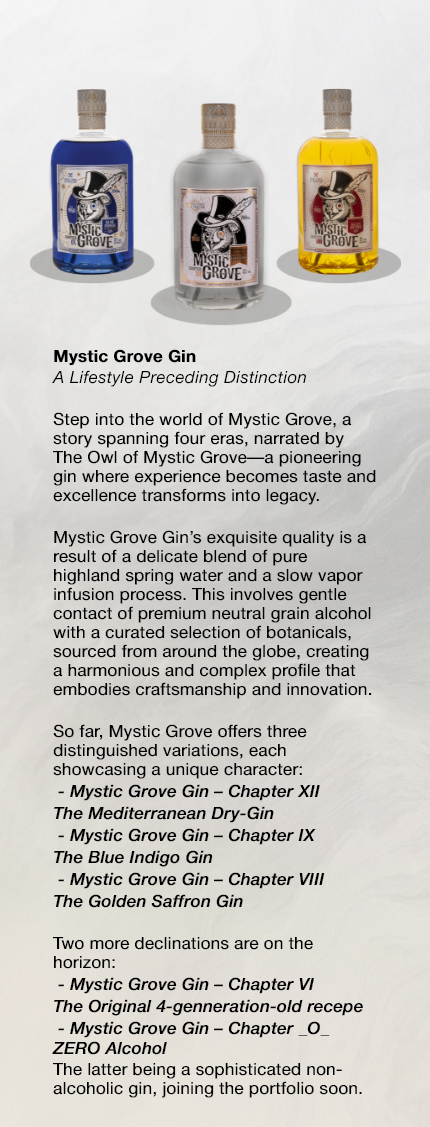 MYSTIC
GROVE
MYSTIC
GROVE
MYSTIC
GROVE
Mystic Grove Gin
A Lifestyle Preceding Distinction
Step into the world of Mystic Grove, a
story spanning four eras, narrated by
The Owl of Mystic Grove—a pioneering
gin where experience becomes taste and
excellence transforms into legacy.
Mystic Grove Gin’s exquisite quality is a
result of a delicate blend of pure
highland spring water and a slow vapor
infusion process. This involves gentle
contact of premium neutral grain alcohol
with a curated selection of botanicals,
sourced from around the globe, creating
a harmonious and complex profile that
embodies craftsmanship and innovation.
So far, Mystic Grove offers three
distinguished variations, each
showcasing a unique character:
- Mystic Grove Gin – Chapter XII
The Mediterranean Dry-Gin
- Mystic Grove Gin – Chapter IX
The Blue Indigo Gin
- Mystic Grove Gin – Chapter VIII
The Golden Saffron Gin
Two more declinations are on the
horizon:
- Mystic Grove Gin – Chapter VI
The Original 4-genneration-old recepe
- Mystic Grove Gin – Chapter _O_
ZERO Alcohol
The latter being a sophisticated non-
alcoholic gin, joining the portfolio soon.